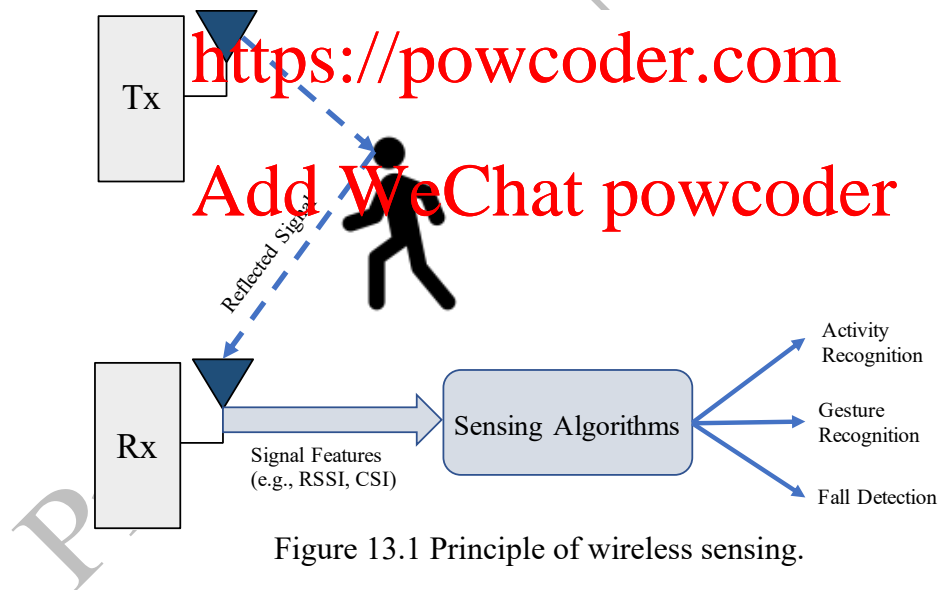 https://powcoder.com
Tx
Add WeChat powcoder
Reflected Signal
Activity
Recognition
Gesture
Recognition
Sensing Algorithms
Rx
Signal Features
(e.g., RSSI, CSI)
Fall Detection
P
Figure 13.1 Principle of wireless sensing.